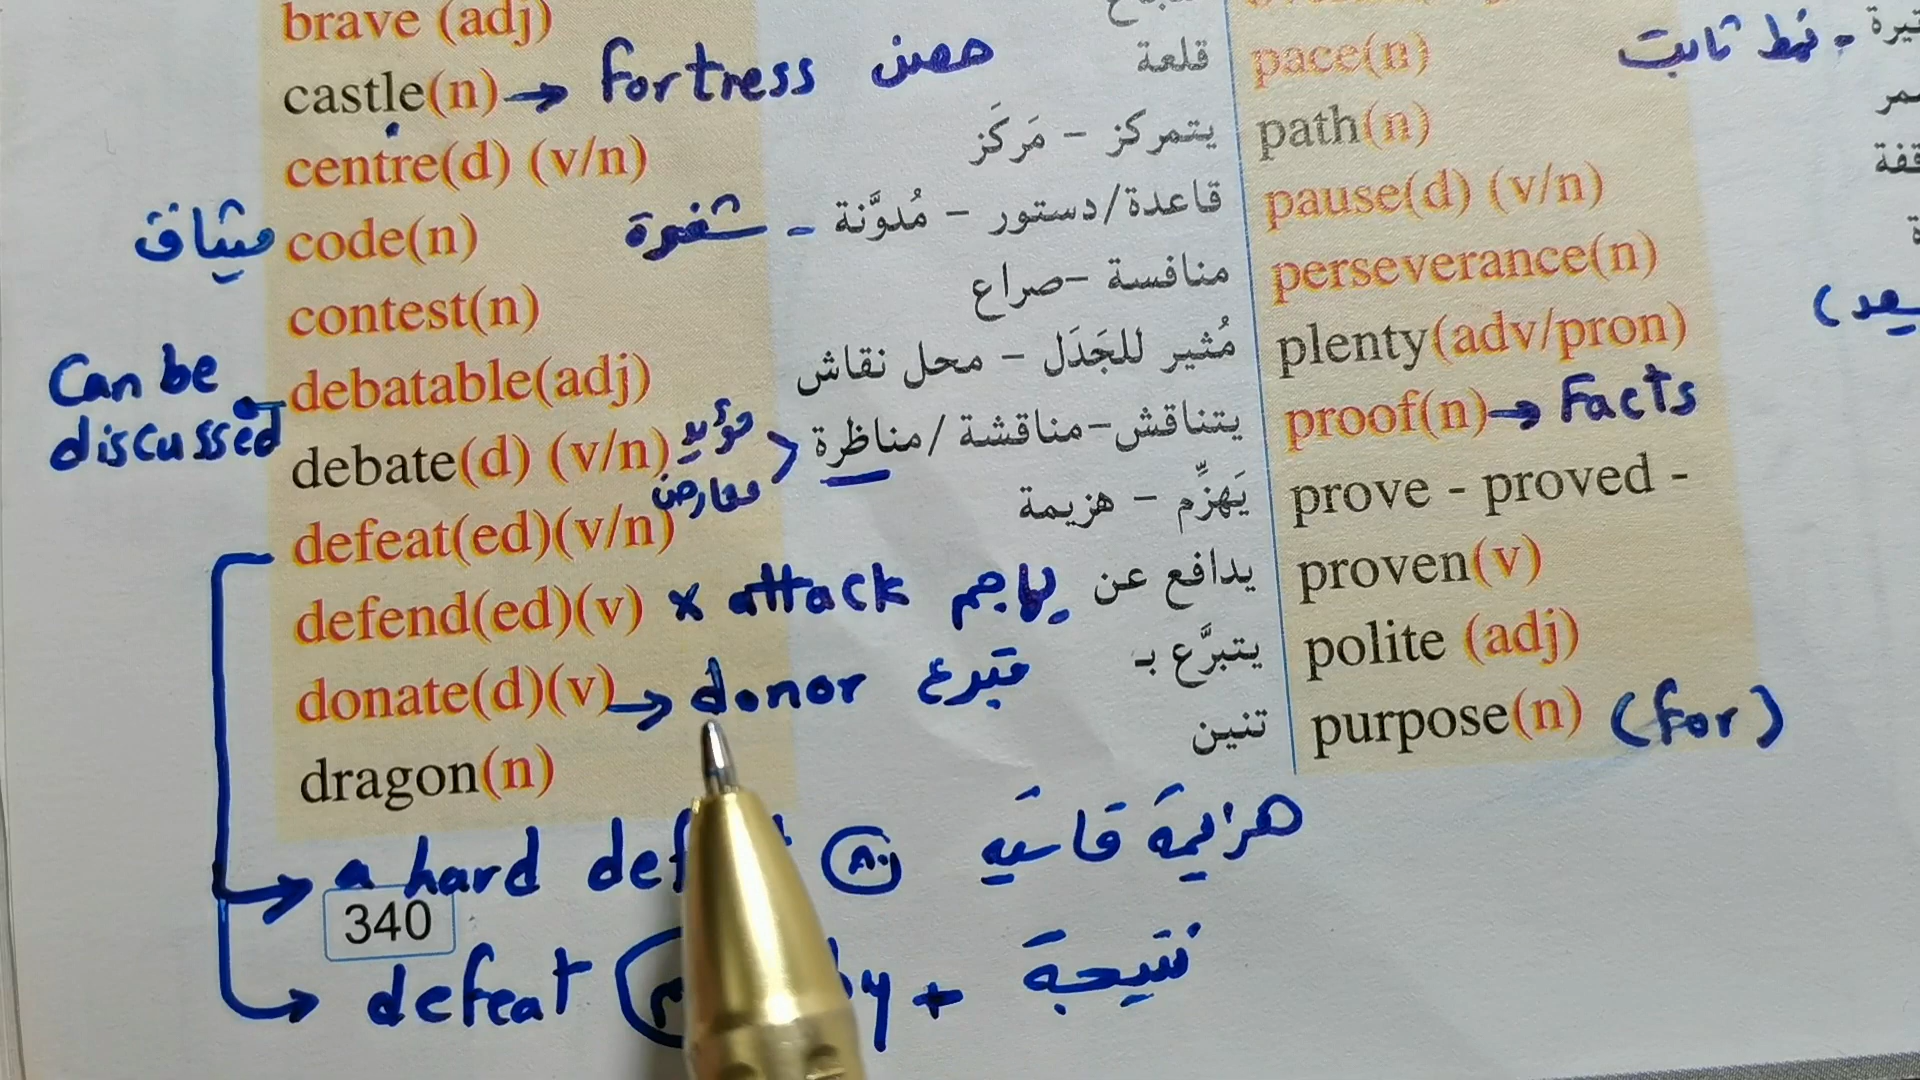 brave (adj)
castle(n) → fortress حصن قلعة
centre(d) (v/n) يتمركز – مَركَز
ميثاق code(n) قاعدة/دستور – مُدوَّنة - شفرة
contest(n) منافسة –صراع
Can be discussed debatable(adj) مُثير للجَدَل – محل نقاش
debate(d) (v/n) يتناقش–مناقشة /مناظرة مؤيد معارض
defeat(ed)(v/n) يَهزِّم – هزيمة
defend(ed)(v) x attack يهاجم يدافع عن
donate(d)(v) → donor متبرع يتبرَّع بـ
dragon(n) تنين
a hard هزيمة قاسية
340
defeat by + نتيجة
pace(n) نمط ثابت
path(n)
pause(d) (v/n)
perseverance(n)
plenty(adv/pron)
proof(n) → Facts
prove - proved -
proven(v)
polite (adj)
purpose(n) (for)